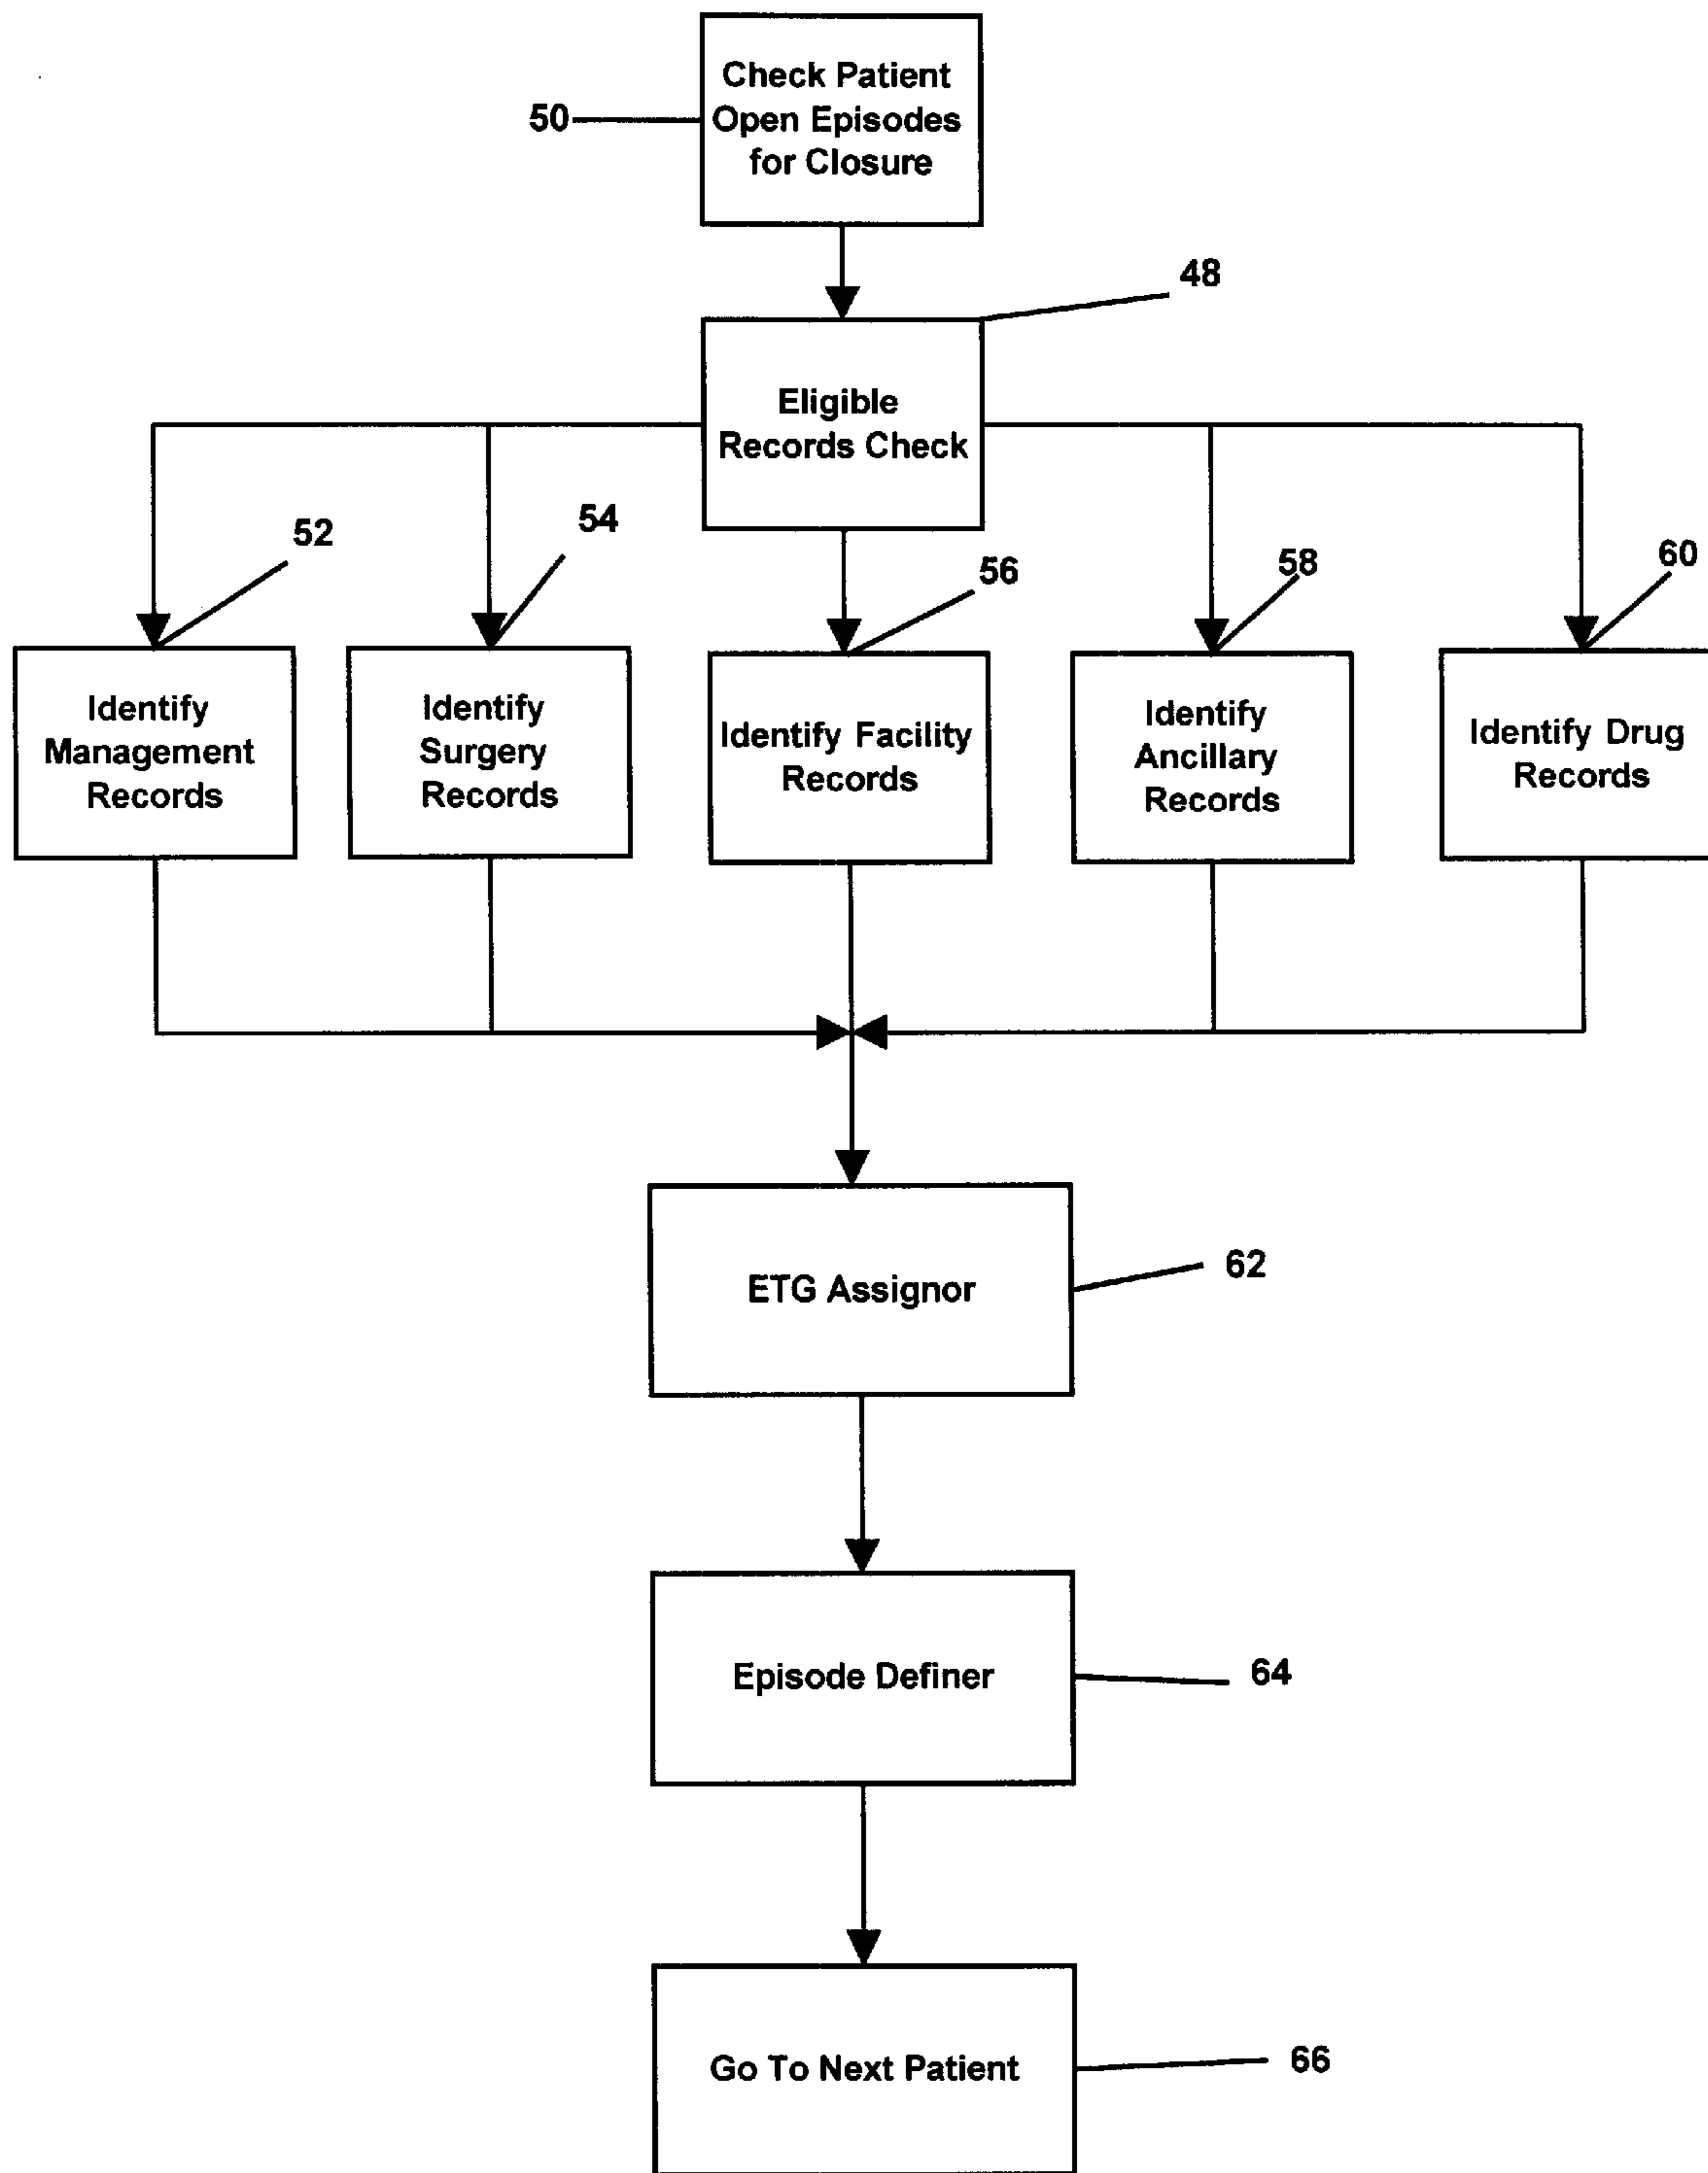 Check Patient
Open Episodes
for Closure
50
48
Eligible
Records Check
52
54
56
58
60
Identify
Management
Records
Identify
Surgery
Records
Identify Facility
Records
Identify
Ancillary
Records
Identify Drug
Records
ETG Assignor
62
Episode Definer
64
Go To Next Patient
66